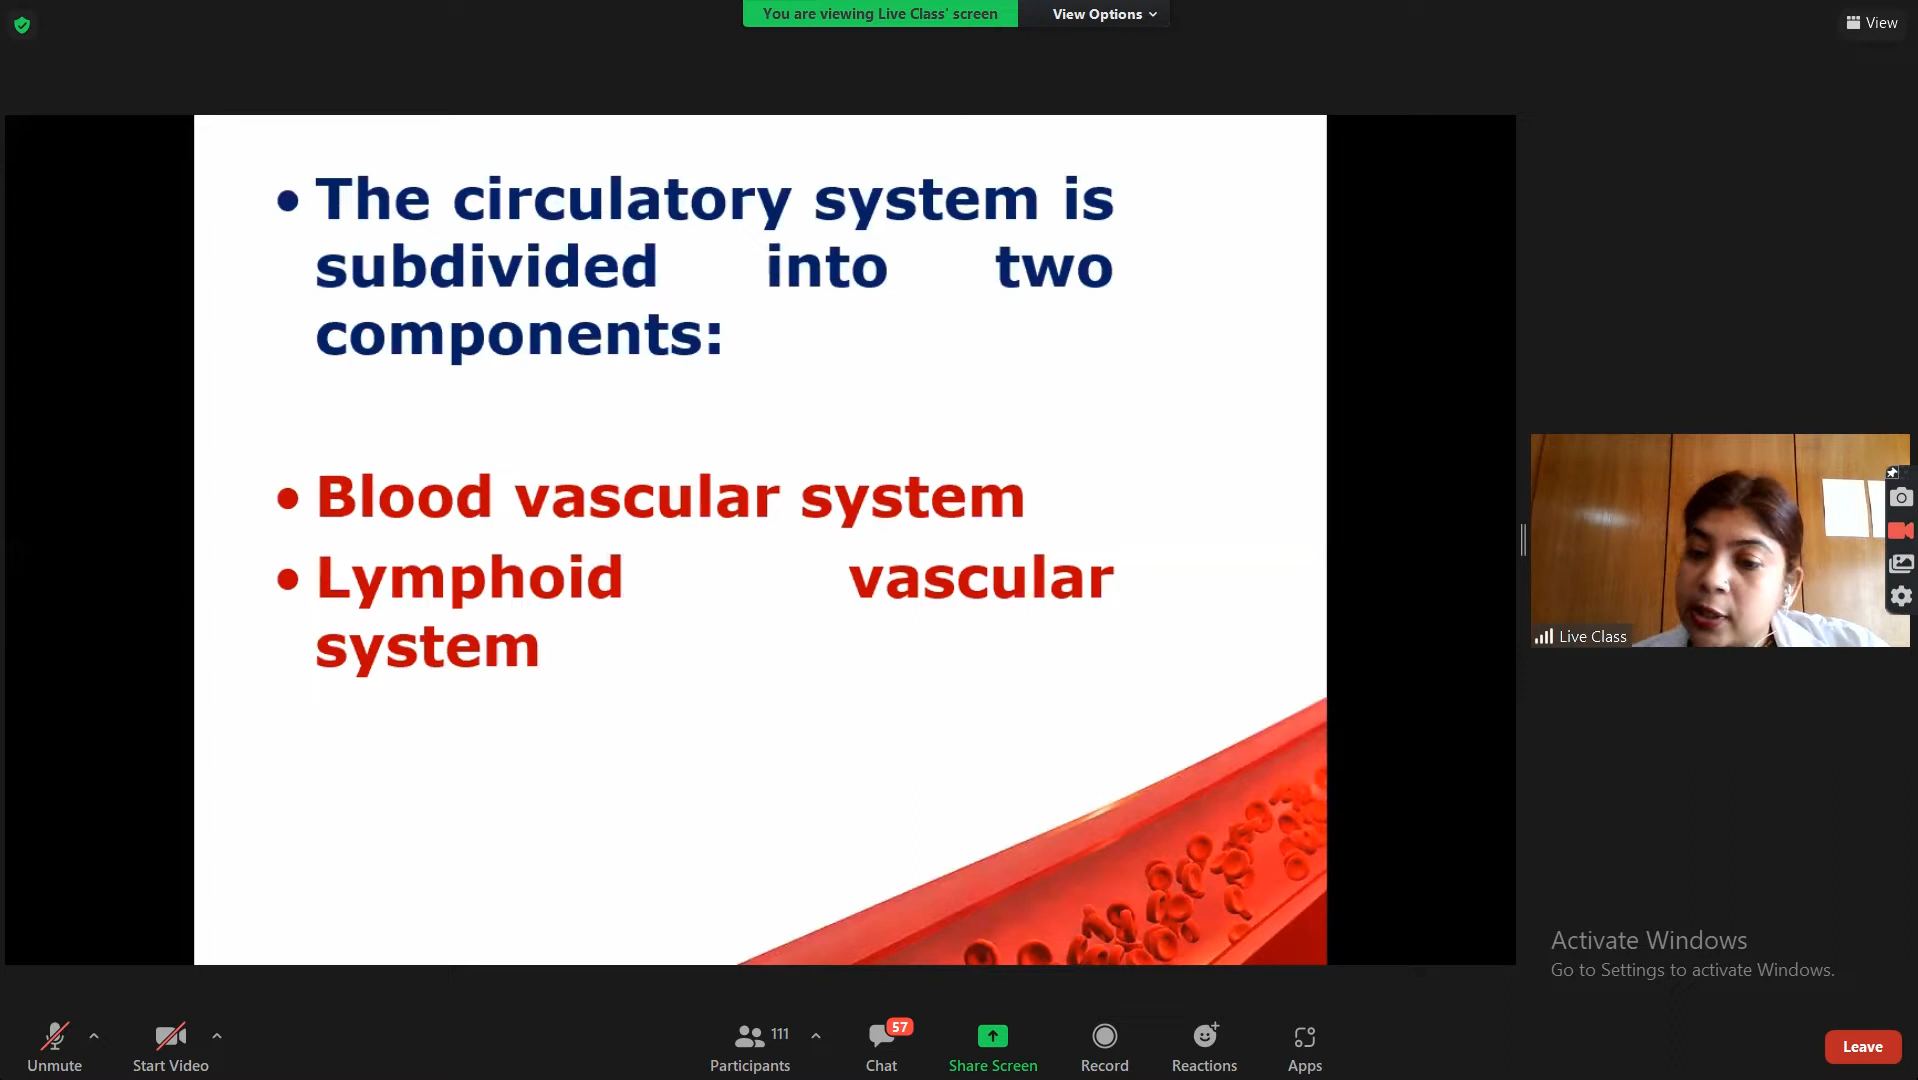 You are viewing Live Class' screen
View Options
View
• The circulatory system is
subdivided into two
components:
• Blood vascular system
• Lymphoid vascular
system
Live Class
Activate Windows
Go to Settings to activate Windows.
Unmute
Start Video
111
Participants
57
Chat
Share Screen
Record
Reactions
Apps
Leave